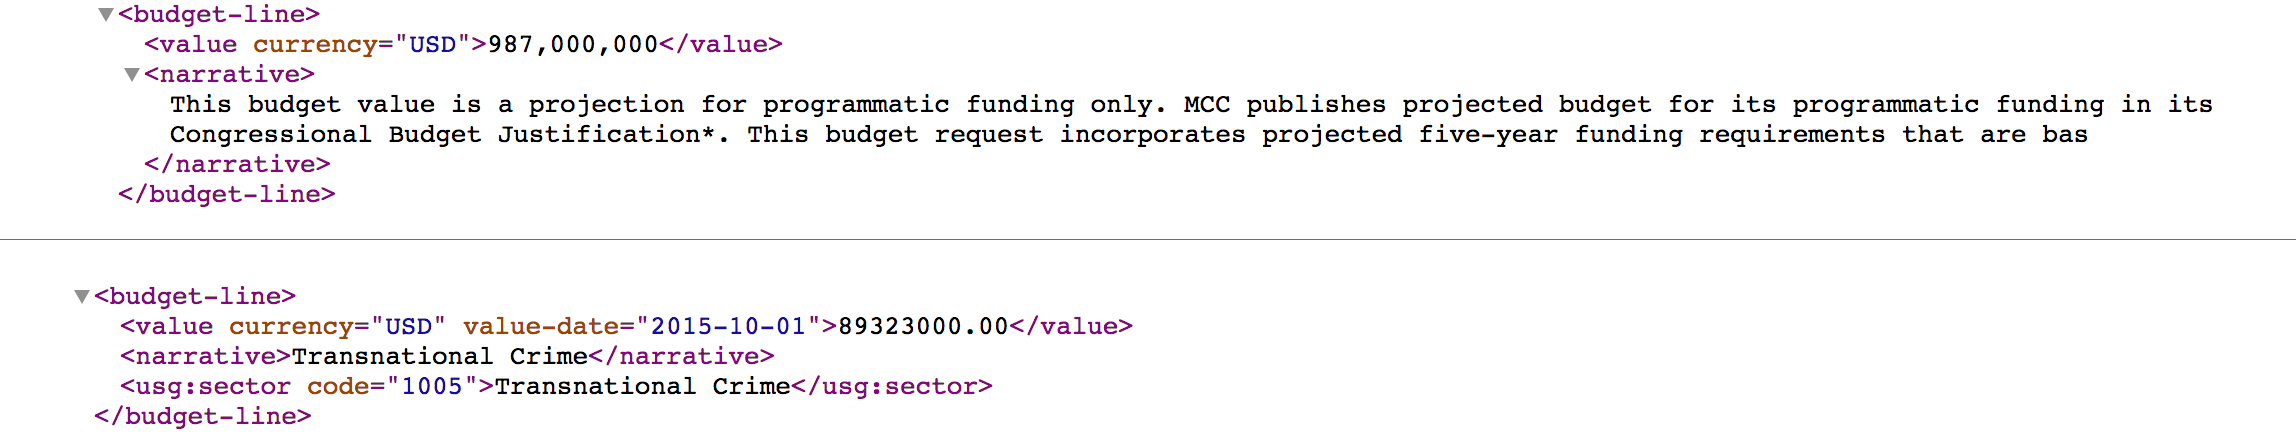 <budget-line>
<value currency="USD">987,000,000</value>
<narrative>
This budget value is a projection for programmatic funding only. MCC publishes projected budget for its programmatic funding in its
Congressional Budget Justification*. This budget request incorporates projected five-year funding requirements that are bas
</narrative>
</budget-line>
<budget-line>
<value currency="USD" value-date="2015-10-01">89323000.00</value>
<narrative>Transnational Crime</narrative>
<usg:sector code="1005">Transnational Crime</usg:sector>
</budget-line>